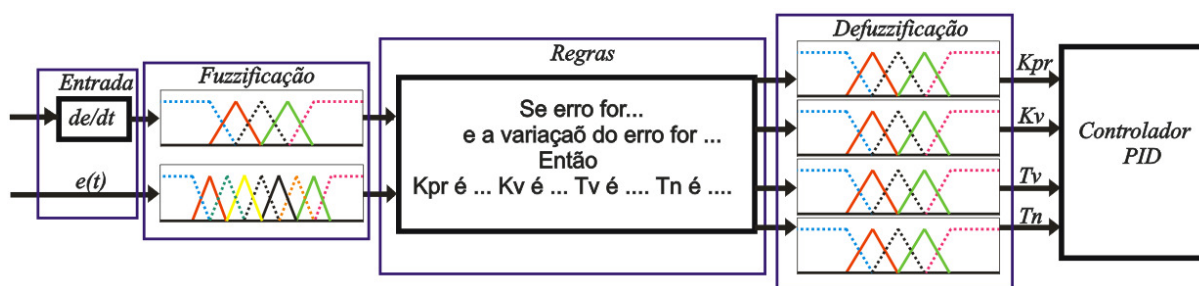 Entrada
de/dt
e(t)
Fuzzificação
Regras
Se erro for...
e a variaçaõ do erro for ...
Então
Kpr é ... Kv é ... Tv é .... Tn é ....
Defuzzificação
Kpr
Kv
Tv
Tn
Controlador
PID